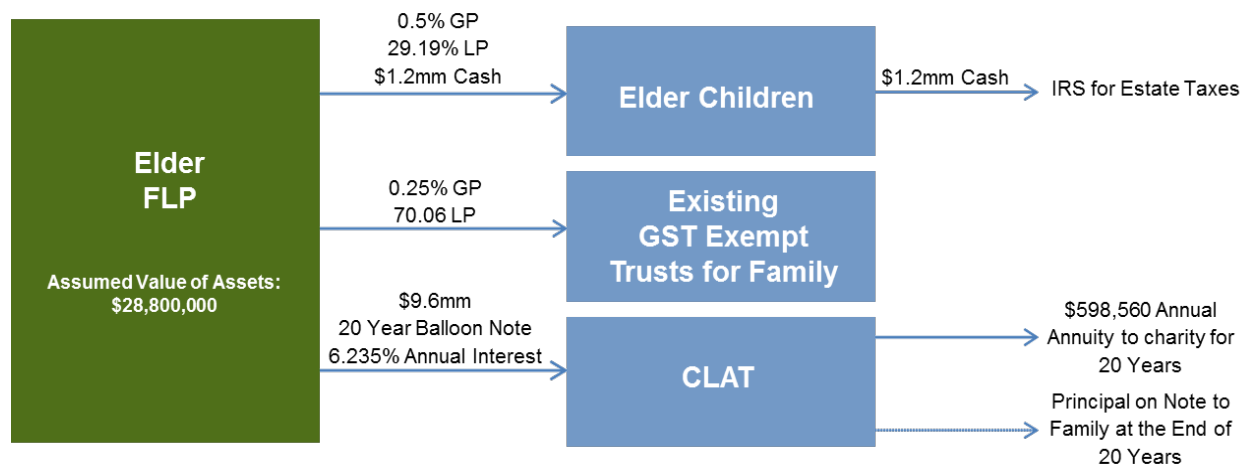 Elder
FLP
Assumed Value of Assets:
$28,800,000
0.5% GP
29.19% LP
$1.2mm Cash
Elder Children
$1.2mm Cash
IRS for Estate Taxes
0.25% GP
70.06 LP
Existing
GST Exempt
Trusts for Family
$9.6mm
20 Year Balloon Note
6.235% Annual Interest
CLAT
$598,560 Annual
Annuity to charity for
20 Years
Principal on Note to
Family at the End of
20 Years